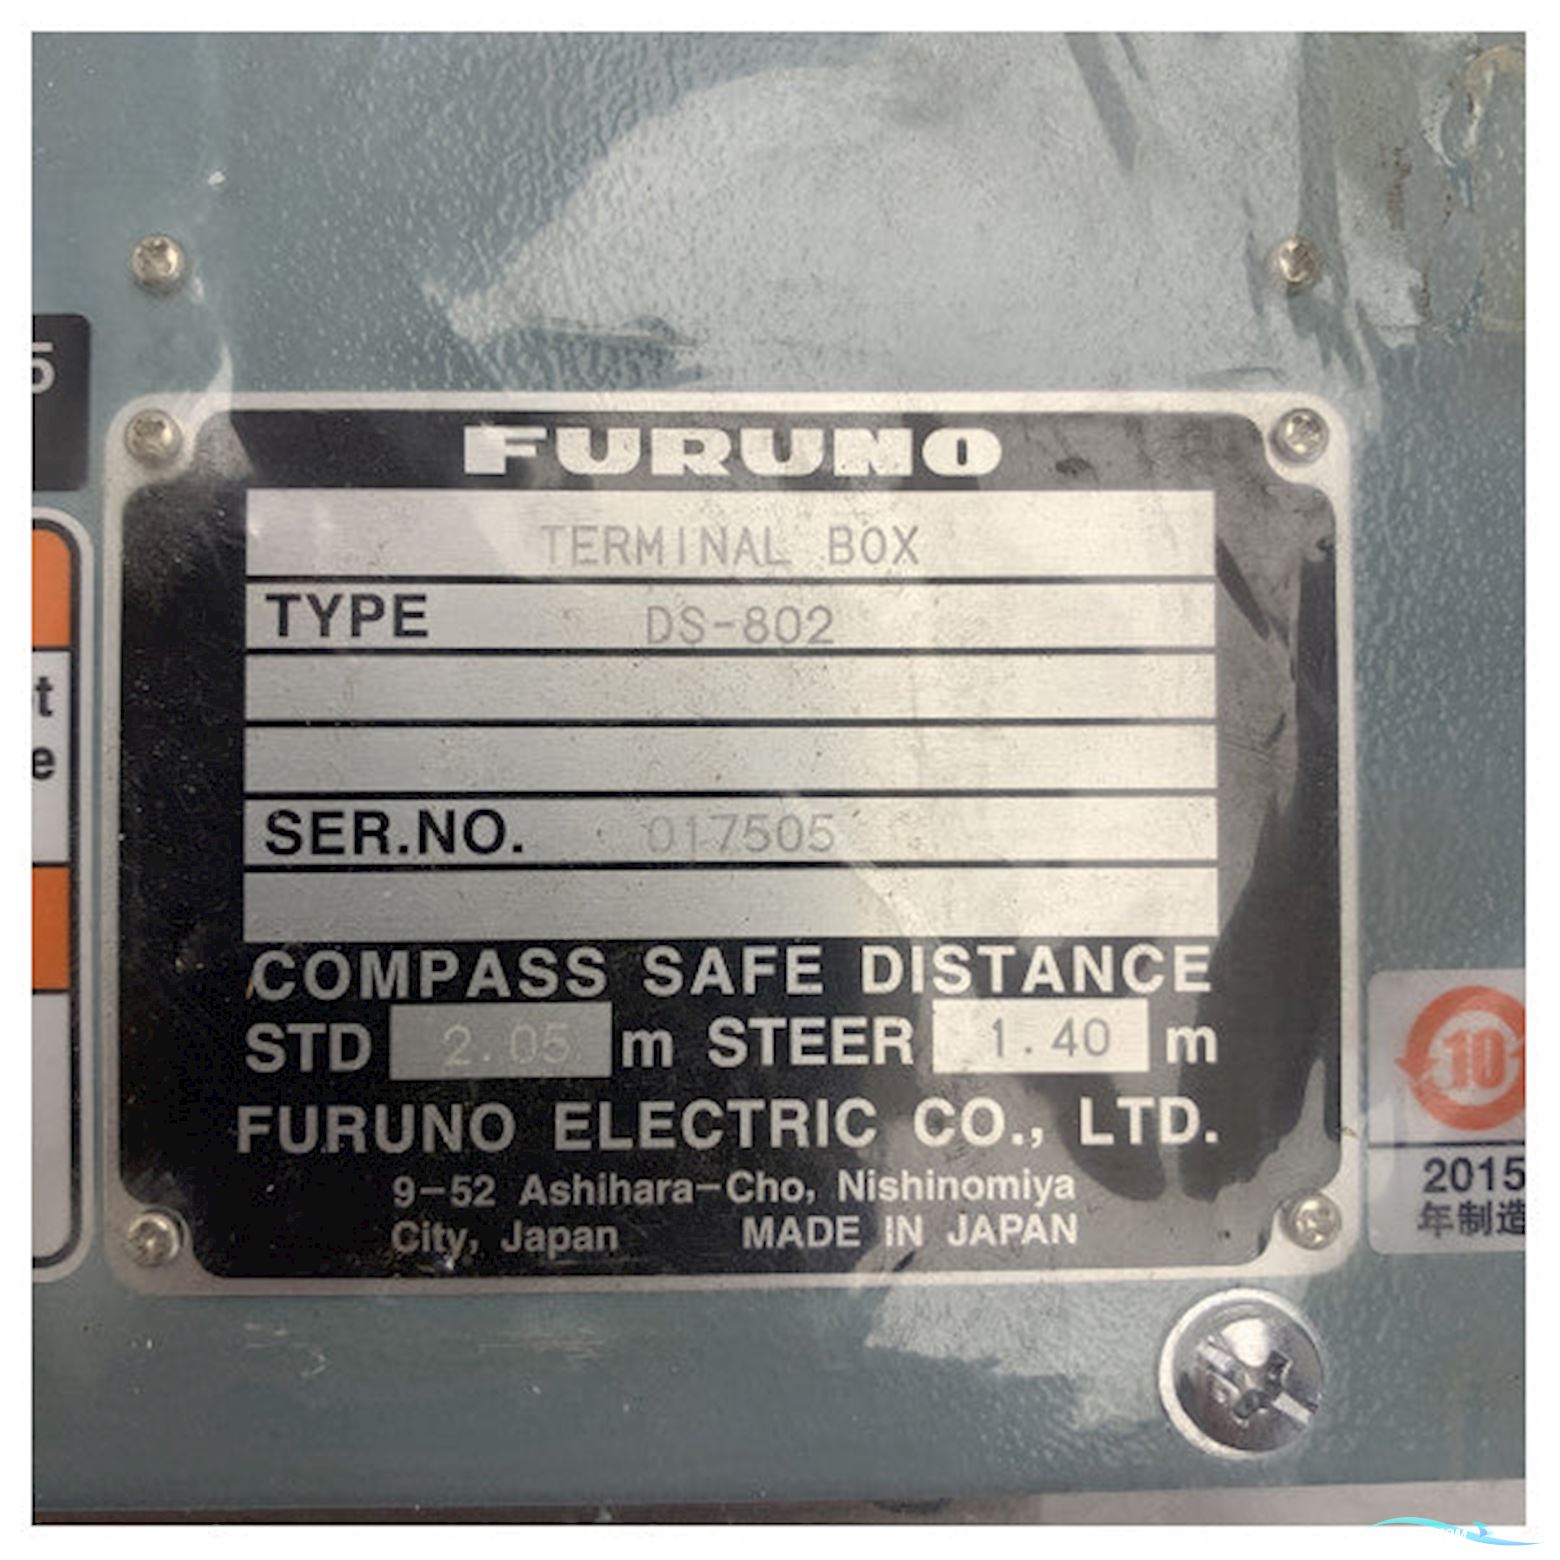 5
FURUNO
TERMINAL BOX
TYPE DS-802
t
e
SER.NO. 017505
COMPASS SAFE DISTANCE
STD 2.05 m STEER 1.40 m
FURUNO ELECTRIC CO., LTD.
9-52 Ashihara-Cho, Nishinomiya
City, Japan MADE IN JAPAN
10
2015
年制造